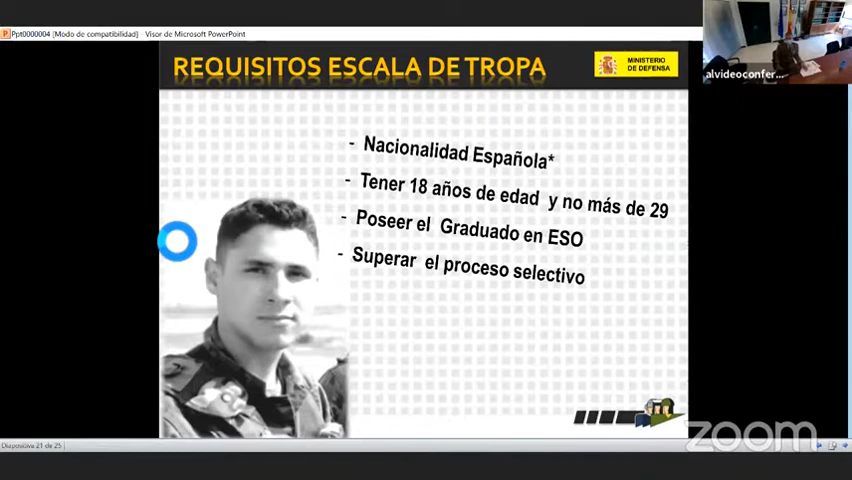 Ppt0000004 [Modo de compatibilidad] - Visor de Microsoft PowerPoint
alvideoconfer...
REQUISITOS ESCALA DE TROPA
MINISTERIO
DE DEFENSA
- Nacionalidad Española*
- Tener 18 años de edad y no más de 29
- Poseer el Graduado en ESO
- Superar el proceso selectivo
zoom
Diapositiva 21 de 25